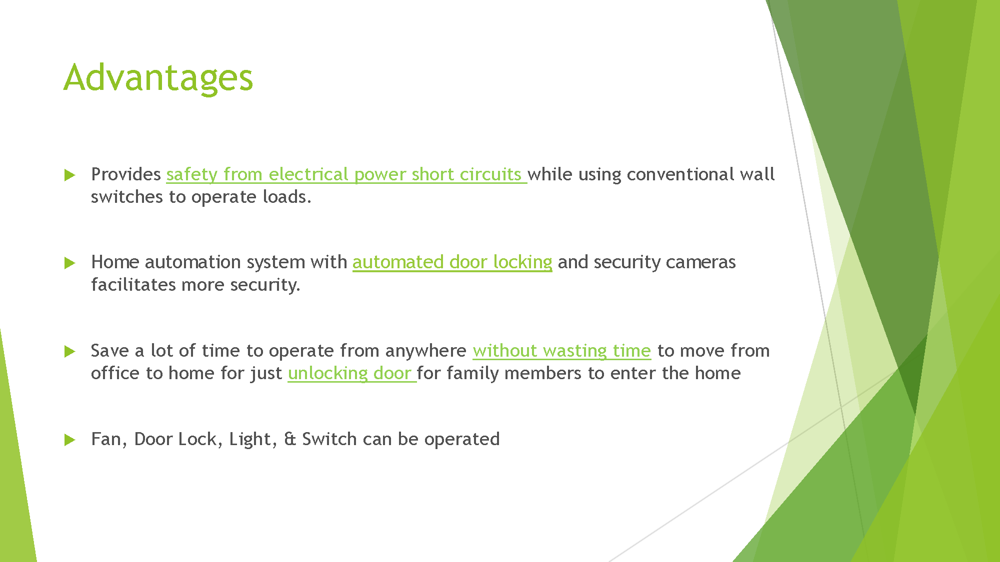 Advantages
Provides safety from electrical power short circuits while using conventional wall
switches to operate loads.
Home automation system with automated door locking and security cameras
facilitates more security.
Save a lot of time to operate from anywhere without wasting time to move from
office to home for just unlocking door for family members to enter the home
Fan, Door Lock, Light, & Switch can be operated